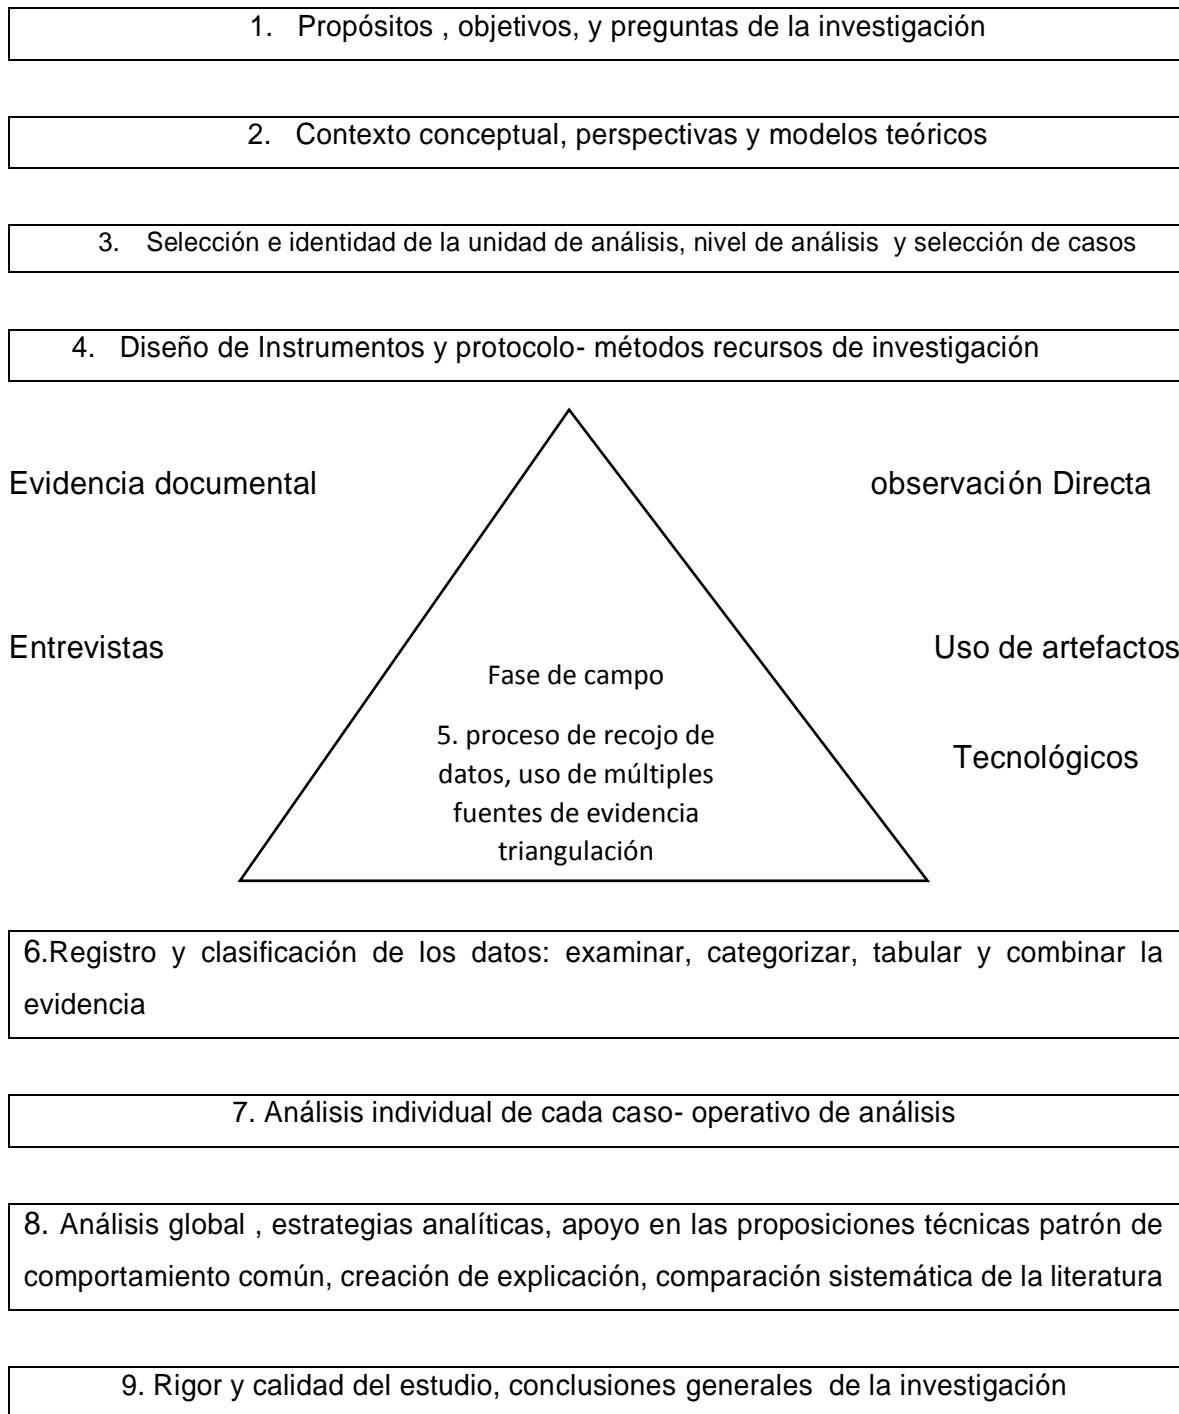 1. Propósitos , objetivos, y preguntas de la investigación
2. Contexto conceptual, perspectivas y modelos teóricos
3. Selección e identidad de la unidad de análisis, nivel de análisis y selección de casos
4. Diseño de Instrumentos y protocolo- métodos recursos de investigación
Evidencia documental
observación Directa
Entrevistas
Uso de artefactos
Tecnológicos
Fase de campo
5. proceso de recojo de
datos, uso de múltiples
fuentes de evidencia
triangulación
6.Registro y clasificación de los datos: examinar, categorizar, tabular y combinar la
evidencia
7. Análisis individual de cada caso- operativo de análisis
8. Análisis global , estrategias analíticas, apoyo en las proposiciones técnicas patrón de
comportamiento común, creación de explicación, comparación sistemática de la literatura
9. Rigor y calidad del estudio, conclusiones generales de la investigación